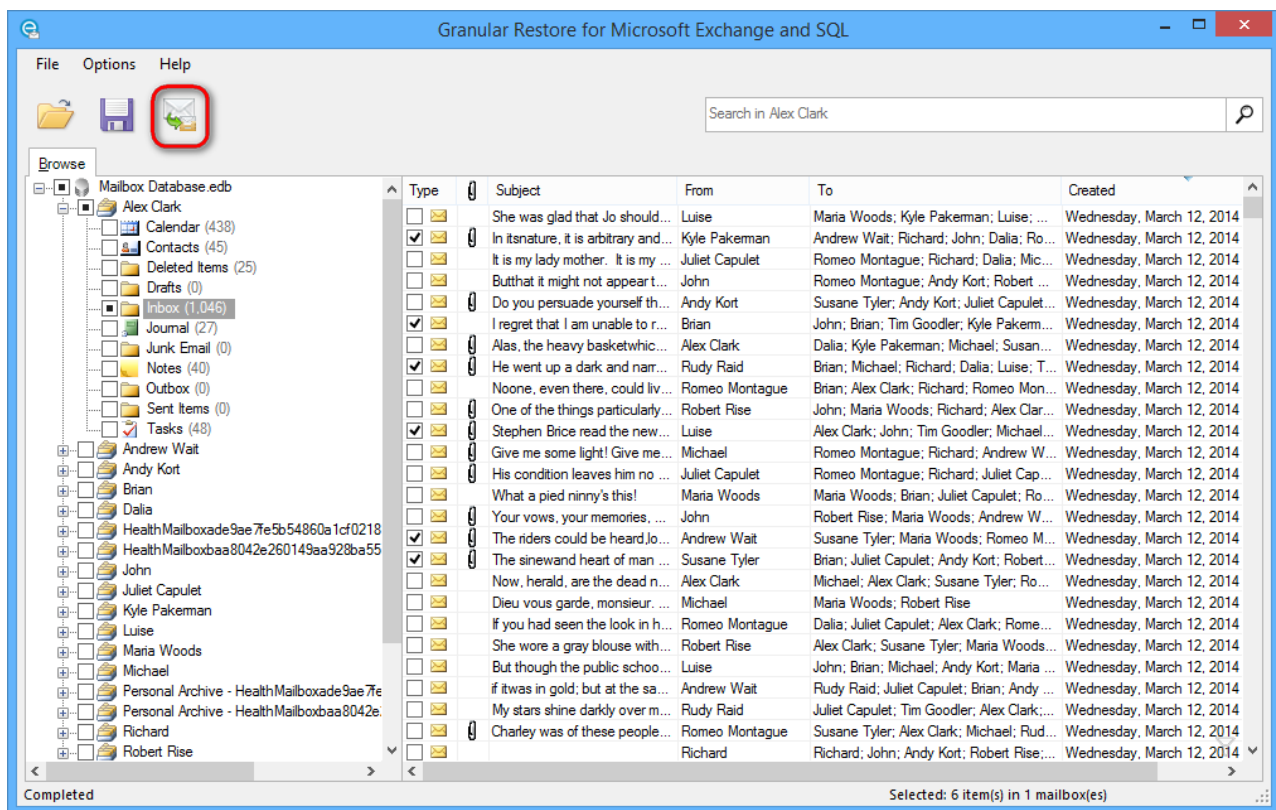 Granular Restore for Microsoft Exchange and SQL
File Options Help
Search in Alex Clark
Browse
Mailbox Database.edb
Alex Clark
Calendar (438)
Contacts (45)
Deleted Items (25)
Drafts (0)
Inbox (1,046)
Journal (27)
Junk Email (0)
Notes (40)
Outbox (0)
Sent Items (0)
Tasks (48)
Andrew Wait
Andy Kort
Brian
Dalia
HealthMailboxade9ae7fe5b54860a1cf0218
HealthMailboxbaa8042e260149aa928ba55
John
Juliet Capulet
Kyle Pakerman
Luise
Maria Woods
Michael
Personal Archive - HealthMailboxade9ae7fe
Personal Archive - HealthMailboxbaa8042e
Richard
Robert Rise
Type Subject From To Created
She was glad that Jo should... Luise Maria Woods; Kyle Pakerman; Luise; ... Wednesday, March 12, 2014
In itsnature, it is arbitrary and... Kyle Pakerman Andrew Wait; Richard; John; Dalia; Ro... Wednesday, March 12, 2014
It is my lady mother. It is my ... Juliet Capulet Romeo Montague; Richard; Dalia; Mic... Wednesday, March 12, 2014
Butthat it might not appear t... John Romeo Montague; Andy Kort; Robert ... Wednesday, March 12, 2014
Do you persuade yourself th... Andy Kort Susane Tyler; Andy Kort; Juliet Capulet... Wednesday, March 12, 2014
I regret that I am unable to r... Brian John; Brian; Tim Goodler; Kyle Pakerm... Wednesday, March 12, 2014
Alas, the heavy basketwhic... Alex Clark Dalia; Kyle Pakerman; Michael; Susan... Wednesday, March 12, 2014
He went up a dark and narr... Rudy Raid Brian; Michael; Richard; Dalia; Luise; T... Wednesday, March 12, 2014
Noone, even there, could liv... Romeo Montague Brian; Alex Clark; Richard; Romeo Mon... Wednesday, March 12, 2014
One of the things particularly... Robert Rise John; Maria Woods; Richard; Alex Clar... Wednesday, March 12, 2014
Stephen Brice read the new... Luise Alex Clark; John; Tim Goodler; Michael... Wednesday, March 12, 2014
Give me some light! Give me... Michael Romeo Montague; Richard; Andrew W... Wednesday, March 12, 2014
His condition leaves him no ... Juliet Capulet Romeo Montague; Richard; Juliet Cap... Wednesday, March 12, 2014
What a pied ninny's this! Maria Woods Maria Woods; Brian; Juliet Capulet; Ro... Wednesday, March 12, 2014
Your vows, your memories, ... John Robert Rise; Maria Woods; Andrew W... Wednesday, March 12, 2014
The riders could be heard,lo... Andrew Wait Susane Tyler; Maria Woods; Romeo M... Wednesday, March 12, 2014
The sinewand heart of man ... Susane Tyler Brian; Juliet Capulet; Andy Kort; Robert... Wednesday, March 12, 2014
Now, herald, are the dead n... Alex Clark Michael; Alex Clark; Susane Tyler; Ro... Wednesday, March 12, 2014
Dieu vous garde, monsieur. ... Michael Maria Woods; Robert Rise Wednesday, March 12, 2014
If you had seen the look in h... Romeo Montague Dalia; Juliet Capulet; Alex Clark; Rome... Wednesday, March 12, 2014
She wore a gray blouse with... Robert Rise Alex Clark; Susane Tyler; Maria Woods... Wednesday, March 12, 2014
But though the public schoo... Luise John; Brian; Michael; Andy Kort; Maria ... Wednesday, March 12, 2014
if itwas in gold; but at the sa... Andrew Wait Rudy Raid; Juliet Capulet; Brian; Andy ... Wednesday, March 12, 2014
My stars shine darkly over m... Rudy Raid Juliet Capulet; Tim Goodler; Alex Clark;... Wednesday, March 12, 2014
Charley was of these people... Romeo Montague Susane Tyler; Alex Clark; Michael; Rud... Wednesday, March 12, 2014
Richard Richard; John; Andy Kort; Robert Rise;... Wednesday, March 12, 2014
Completed Selected: 6 item(s) in 1 mailbox(es)